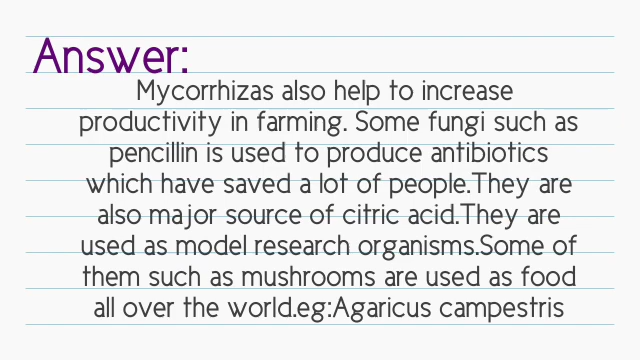 Answer:
Mycorrhizas also help to increase
productivity in farming. Some fungi such as
pencillin is used to produce antibiotics
which have saved a lot of people.They are
also major source of citric acid.They are
used as model research organisms.Some of
them such as mushrooms are used as food
all over the world.eg:Agaricus campestris